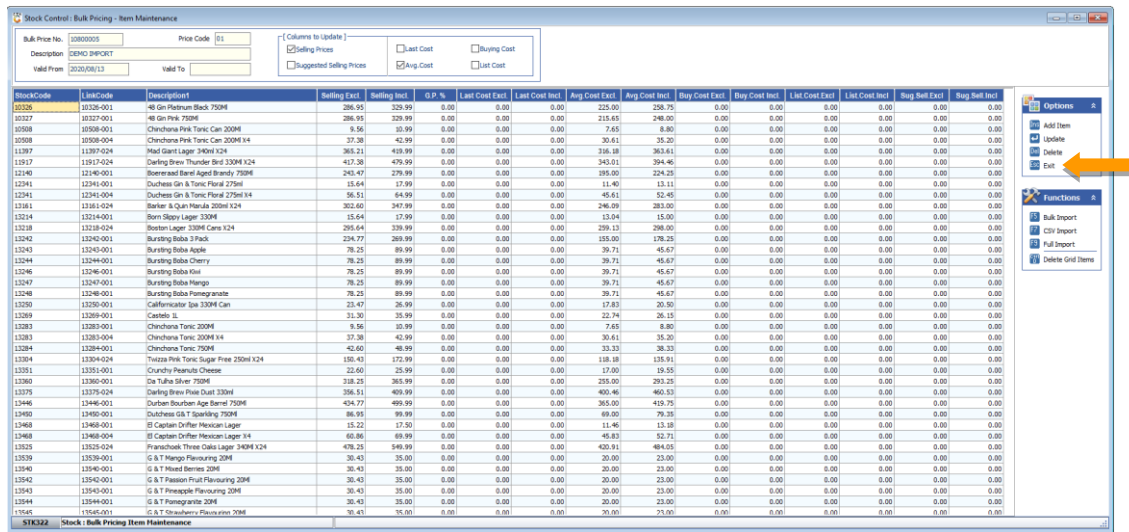 Stock Control : Bulk Pricing - Item Maintenance
Bulk Price No. 10800005 Price Code 01
Description DEMO IMPORT
Valid From 2020/08/13 Valid To
[ Columns to Update ]
Selling Prices Last Cost Buying Cost
Suggested Selling Prices Avg.Cost List Cost
StockCode LinkCode Description1 Selling Excl. Selling Incl. G.P. % Last Cost Excl. Last Cost Incl. Avg.Cost Excl. Avg.Cost Incl. Buy.Cost Excl. Buy.Cost Incl. List.Cost.Excl List.Cost.Incl Sug.Sell.Excl Sug.Sell.Incl
10326 10326-001 48 Gin Platinum Black 750Ml 286.95 329.99 0.00 0.00 0.00 225.00 258.75 0.00 0.00 0.00 0.00 0.00 0.00
10327 10327-001 48 Gin Pink 750Ml 286.95 329.99 0.00 0.00 0.00 215.65 248.00 0.00 0.00 0.00 0.00 0.00 0.00
10508 10508-001 Chinchona Pink Tonic Can 200Ml 9.56 10.99 0.00 0.00 0.00 7.65 8.80 0.00 0.00 0.00 0.00 0.00 0.00
10508 10508-004 Chinchona Pink Tonic Can 200Ml X4 37.38 42.99 0.00 0.00 0.00 30.61 35.20 0.00 0.00 0.00 0.00 0.00 0.00
11397 11397-024 Mad Giant Lager 340ml X24 365.21 419.99 0.00 0.00 0.00 316.18 363.61 0.00 0.00 0.00 0.00 0.00 0.00
11917 11917-024 Darling Brew Thunder Bird 330Ml X24 417.38 479.99 0.00 0.00 0.00 343.01 394.46 0.00 0.00 0.00 0.00 0.00 0.00
12140 12140-001 Boereraad Barel Aged Brandy 750Ml 243.47 279.99 0.00 0.00 0.00 195.00 224.25 0.00 0.00 0.00 0.00 0.00 0.00
12341 12341-001 Duchess Gin & Tonic Floral 275ml 15.64 17.99 0.00 0.00 0.00 11.40 13.11 0.00 0.00 0.00 0.00 0.00 0.00
12341 12341-004 Duchess Gin & Tonic Floral 275ml X4 56.51 64.99 0.00 0.00 0.00 45.61 52.45 0.00 0.00 0.00 0.00 0.00 0.00
13161 13161-024 Barker & Quin Marula 200ml X24 302.60 347.99 0.00 0.00 0.00 246.09 283.00 0.00 0.00 0.00 0.00 0.00 0.00
13214 13214-001 Born Slippy Lager 330Ml 15.64 17.99 0.00 0.00 0.00 13.04 15.00 0.00 0.00 0.00 0.00 0.00 0.00
13218 13218-024 Boston Lager 330Ml Cans X24 295.64 339.99 0.00 0.00 0.00 259.13 298.00 0.00 0.00 0.00 0.00 0.00 0.00
13242 13242-001 Bursting Boba 3 Pack 234.77 269.99 0.00 0.00 0.00 155.00 178.25 0.00 0.00 0.00 0.00 0.00 0.00
13243 13243-001 Bursting Boba Apple 78.25 89.99 0.00 0.00 0.00 39.71 45.67 0.00 0.00 0.00 0.00 0.00 0.00
13244 13244-001 Bursting Boba Cherry 78.25 89.99 0.00 0.00 0.00 39.71 45.67 0.00 0.00 0.00 0.00 0.00 0.00
13246 13246-001 Bursting Boba Kiwi 78.25 89.99 0.00 0.00 0.00 39.71 45.67 0.00 0.00 0.00 0.00 0.00 0.00
13247 13247-001 Bursting Boba Mango 78.25 89.99 0.00 0.00 0.00 39.71 45.67 0.00 0.00 0.00 0.00 0.00 0.00
13248 13248-001 Bursting Boba Pomegranate 78.25 89.99 0.00 0.00 0.00 39.71 45.67 0.00 0.00 0.00 0.00 0.00 0.00
13250 13250-001 Californicator Ipa 330Ml Can 23.47 26.99 0.00 0.00 0.00 17.83 20.50 0.00 0.00 0.00 0.00 0.00 0.00
13269 13269-001 Castelo 1L 31.30 35.99 0.00 0.00 0.00 22.74 26.15 0.00 0.00 0.00 0.00 0.00 0.00
13283 13283-001 Chinchona Tonic 200Ml 9.56 10.99 0.00 0.00 0.00 7.65 8.80 0.00 0.00 0.00 0.00 0.00 0.00
13283 13283-004 Chinchona Tonic 200Ml X4 37.38 42.99 0.00 0.00 0.00 30.61 35.20 0.00 0.00 0.00 0.00 0.00 0.00
13284 13284-001 Chinchona Tonic 750Ml 42.60 48.99 0.00 0.00 0.00 33.33 38.33 0.00 0.00 0.00 0.00 0.00 0.00
13304 13304-024 Twizza Pink Tonic Sugar Free 250ml X24 150.43 172.99 0.00 0.00 0.00 118.18 135.91 0.00 0.00 0.00 0.00 0.00 0.00
13351 13351-001 Crunchy Peanuts Cheese 22.60 25.99 0.00 0.00 0.00 17.00 19.55 0.00 0.00 0.00 0.00 0.00 0.00
13360 13360-001 Da Tulha Silver 750Ml 318.25 365.99 0.00 0.00 0.00 255.00 293.25 0.00 0.00 0.00 0.00 0.00 0.00
13375 13375-024 Darling Brew Pixie Dust 330ml 356.51 409.99 0.00 0.00 0.00 400.46 460.53 0.00 0.00 0.00 0.00 0.00 0.00
13446 13446-001 Durban Bourban Age Barrel 750Ml 434.77 499.99 0.00 0.00 0.00 365.00 419.75 0.00 0.00 0.00 0.00 0.00 0.00
13450 13450-001 Dutchess G& T Sparkling 750Ml 86.95 99.99 0.00 0.00 0.00 69.00 79.35 0.00 0.00 0.00 0.00 0.00 0.00
13468 13468-001 El Captain Drifter Mexican Lager 15.22 17.50 0.00 0.00 0.00 11.46 13.18 0.00 0.00 0.00 0.00 0.00 0.00
13468 13468-004 El Captain Drifter Mexican Lager X4 60.86 69.99 0.00 0.00 0.00 45.83 52.71 0.00 0.00 0.00 0.00 0.00 0.00
13525 13525-024 Franschoek Three Oaks Lager 340Ml X24 478.25 549.99 0.00 0.00 0.00 420.91 484.05 0.00 0.00 0.00 0.00 0.00 0.00
13539 13539-001 G & T Mango Flavouring 20Ml 30.43 35.00 0.00 0.00 0.00 20.00 23.00 0.00 0.00 0.00 0.00 0.00 0.00
13540 13540-001 G & T Mixed Berries 20Ml 30.43 35.00 0.00 0.00 0.00 20.00 23.00 0.00 0.00 0.00 0.00 0.00 0.00
13542 13542-001 G & T Passion Fruit Flavouring 20Ml 30.43 35.00 0.00 0.00 0.00 20.00 23.00 0.00 0.00 0.00 0.00 0.00 0.00
13543 13543-001 G & T Pineapple Flavouring 20Ml 30.43 35.00 0.00 0.00 0.00 20.00 23.00 0.00 0.00 0.00 0.00 0.00 0.00
13544 13544-001 G & T Pomegranite 20Ml 30.43 35.00 0.00 0.00 0.00 20.00 23.00 0.00 0.00 0.00 0.00 0.00 0.00
13545 13545-001 G & T Strawberry Flavouring 20Ml 30.43 35.00 0.00 0.00 0.00 20.00 23.00 0.00 0.00 0.00 0.00 0.00 0.00
Options
Add Item
Update
Delete
Esc Exit
Functions
F5 Bulk Import
F7 CSV Import
F9 Full Import
Delete Grid Items
STK322 Stock : Bulk Pricing Item Maintenance